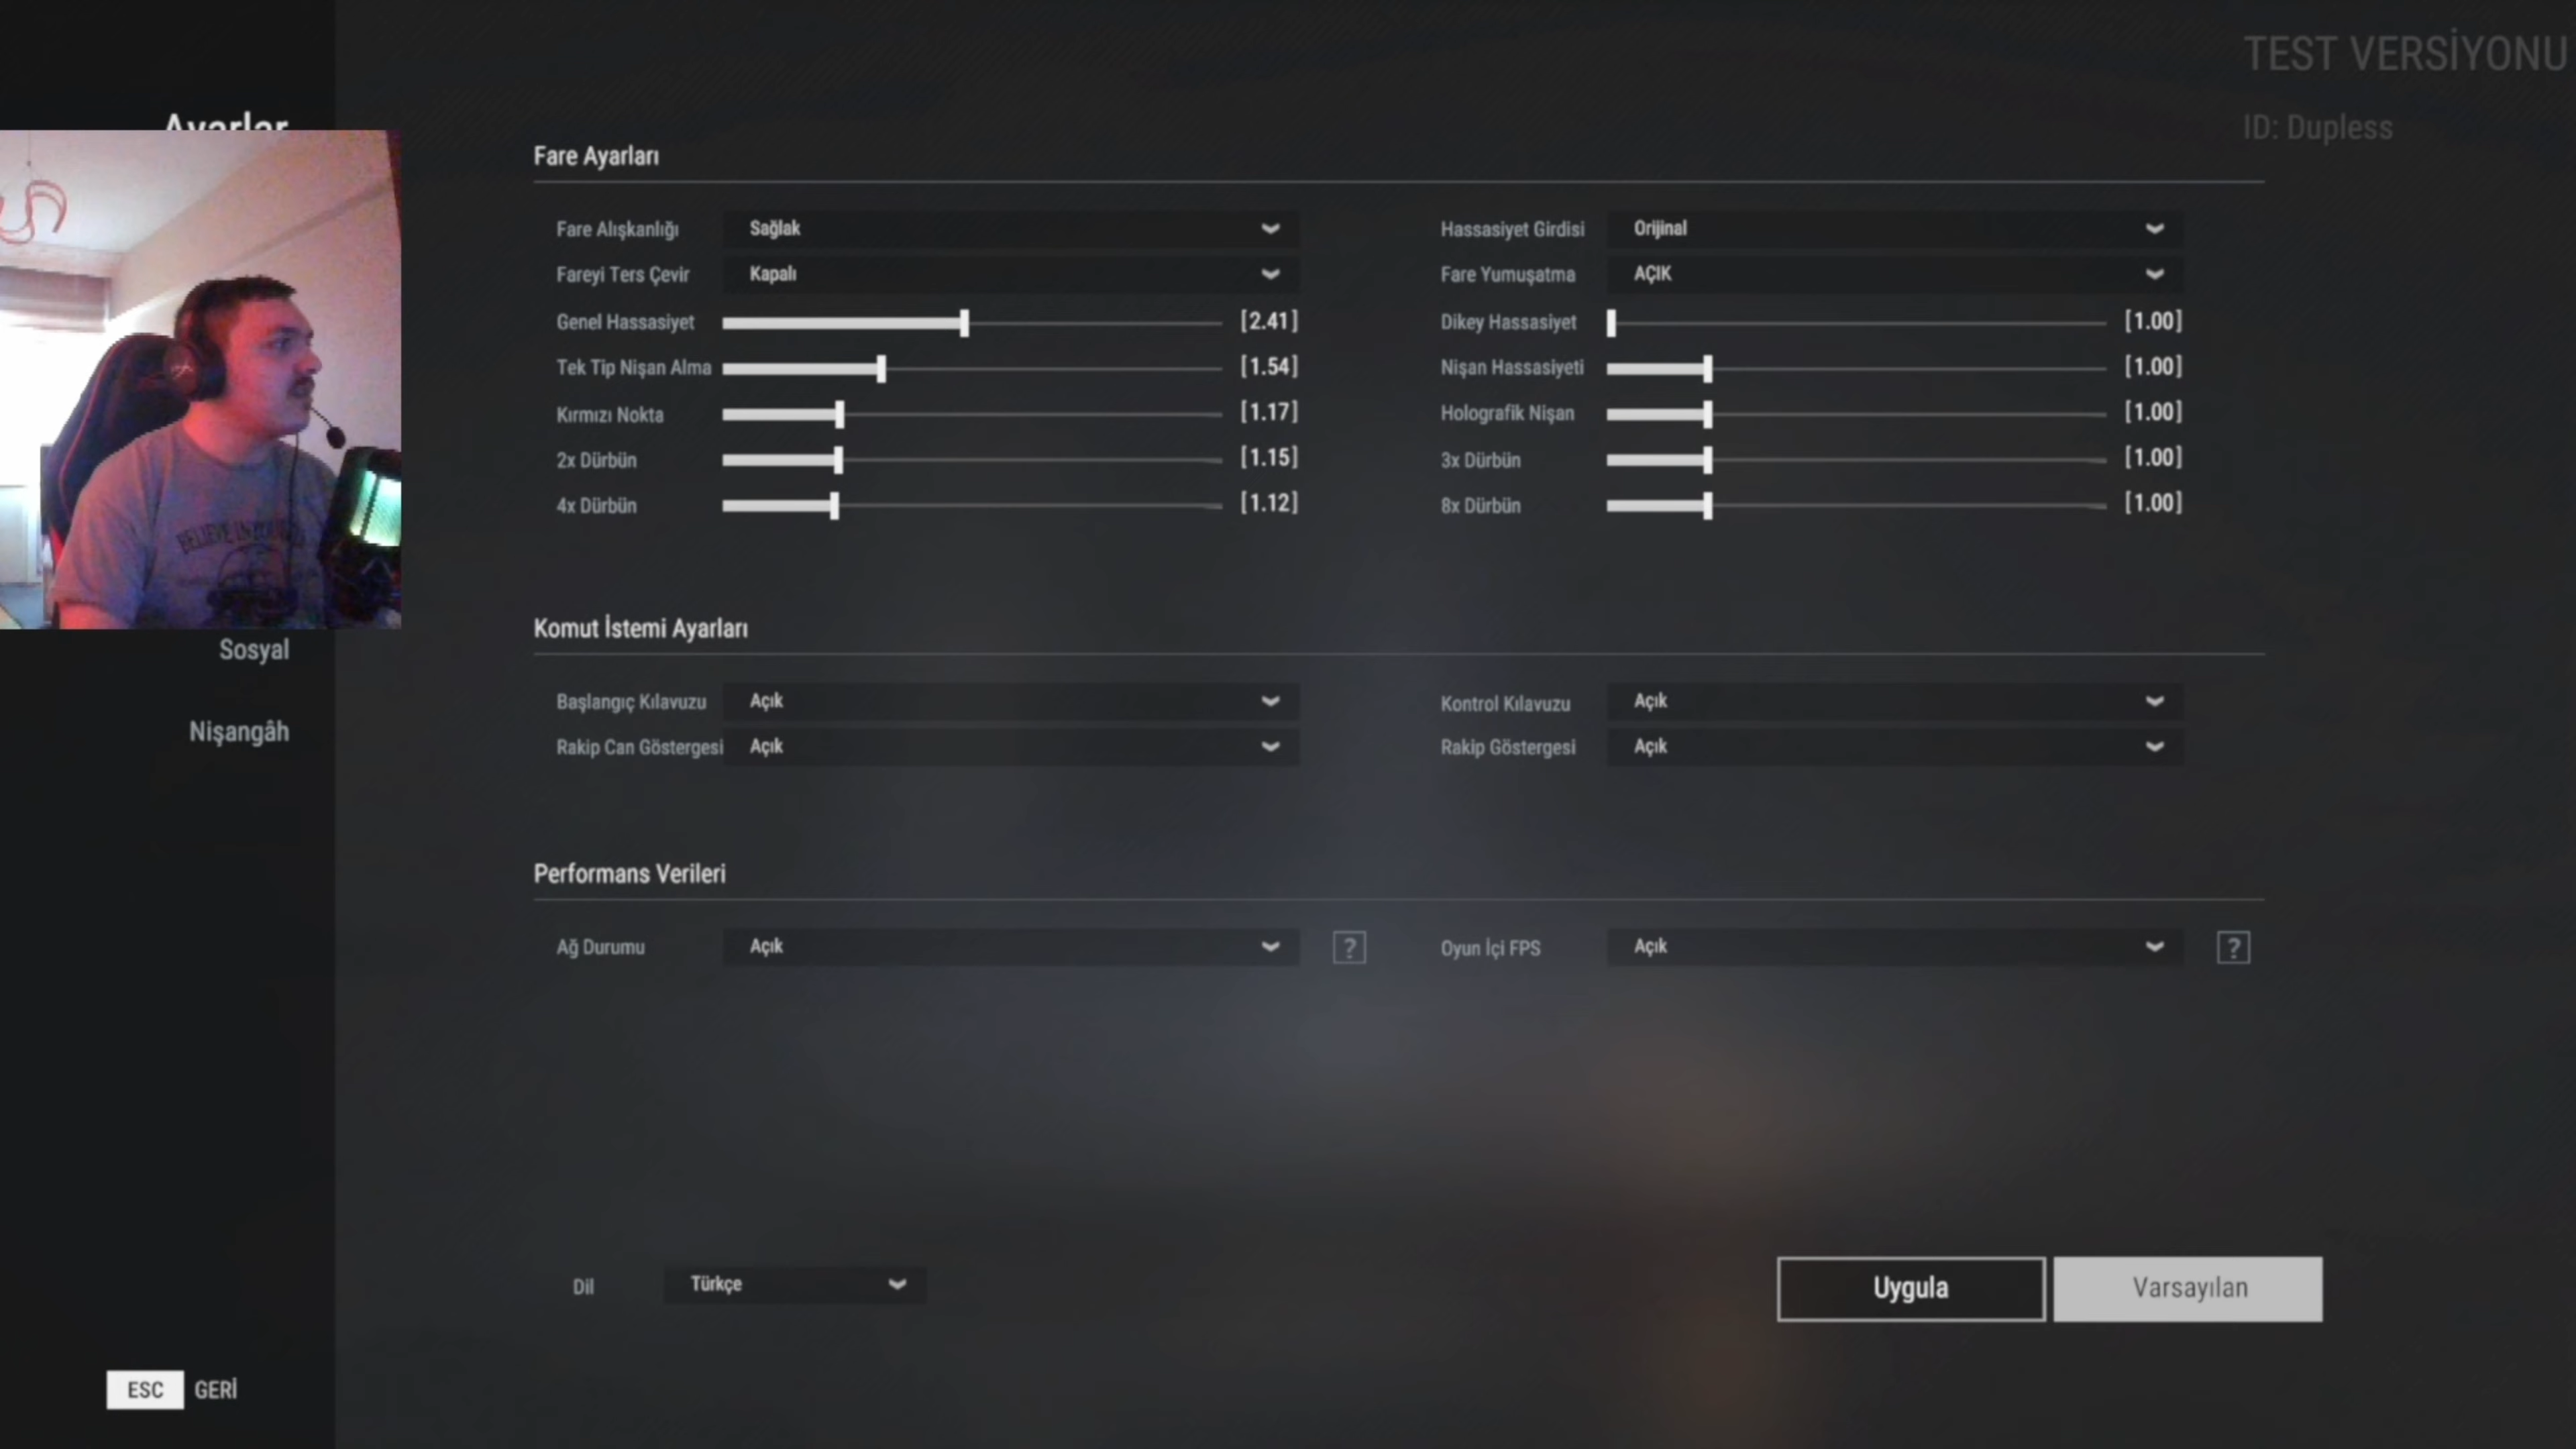 TEST VERSİYONU
ID: Dupless
Ayarlar
Fare Ayarları
Fare Alışkanlığı Sağlak
Hassasiyet Girdisi Orijinal
Fareyi Ters Çevir Kapalı
Fare Yumuşatma AÇIK
Genel Hassasiyet [2.41]
Dikey Hassasiyet [1.00]
Tek Tip Nişan Alma [1.54]
Nişan Hassasiyeti [1.00]
Kırmızı Nokta [1.17]
Holografik Nişan [1.00]
2x Dürbün [1.15]
3x Dürbün [1.00]
4x Dürbün [1.12]
8x Dürbün [1.00]
BELIEVE IN
Sosyal
Nişangâh
Komut İstemi Ayarları
Başlangıç Kılavuzu Açık
Kontrol Kılavuzu Açık
Rakip Can Göstergesi Açık
Rakip Göstergesi Açık
Performans Verileri
Ağ Durumu Açık ?
Oyun İçi FPS Açık ?
Dil Türkçe
Uygula
Varsayılan
ESC GERİ